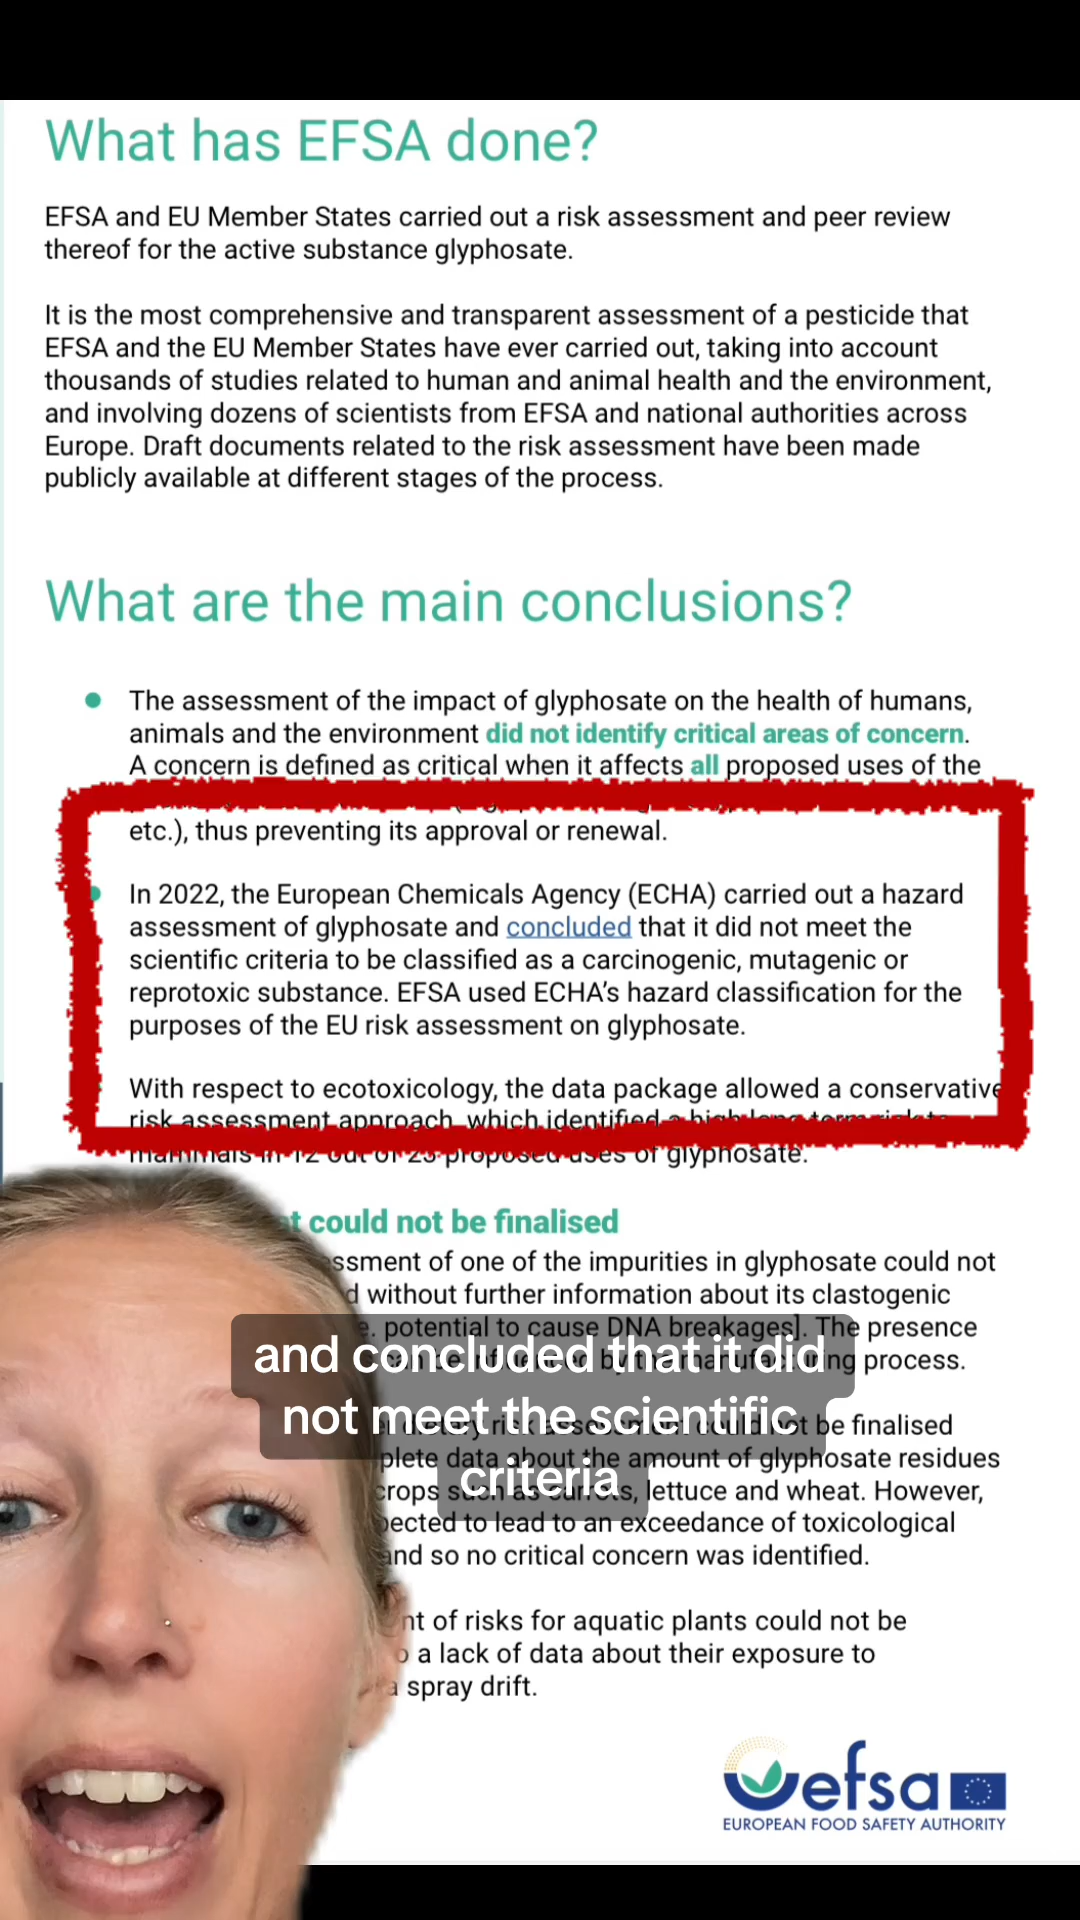 What has EFSA done?
EFSA and EU Member States carried out a risk assessment and peer review
thereof for the active substance glyphosate.
It is the most comprehensive and transparent assessment of a pesticide that
EFSA and the EU Member States have ever carried out, taking into account
thousands of studies related to human and animal health and the environment,
and involving dozens of scientists from EFSA and national authorities across
Europe. Draft documents related to the risk assessment have been made
publicly available at different stages of the process.
What are the main conclusions?
The assessment of the impact of glyphosate on the health of humans,
animals and the environment did not identify critical areas of concern.
A concern is defined as critical when it affects all proposed uses of the
etc.), thus preventing its approval or renewal.
In 2022, the European Chemicals Agency (ECHA) carried out a hazard
assessment of glyphosate and concluded that it did not meet the
scientific criteria to be classified as a carcinogenic, mutagenic or
reprotoxic substance. EFSA used ECHA's hazard classification for the
purposes of the EU risk assessment on glyphosate.
With respect to ecotoxicology, the data package allowed a conservative
risk assessment approach, which identified a high long-term risk to
mammals in 12 out of 23 proposed uses of glyphosate.
could not be finalised
of one of the impurities in glyphosate could not
without further information about its clastogenic
potential to cause DNA breakages]. The presence
process.
and concluded that it did
not meet the scientific
criteria
be finalised
data about the amount of glyphosate residues
crops such as carrots, lettuce and wheat. However,
to lead to an exceedance of toxicological
and so no critical concern was identified.
of risks for aquatic plants could not be
a lack of data about their exposure to
spray drift.
efsa
EUROPEAN FOOD SAFETY AUTHORITY